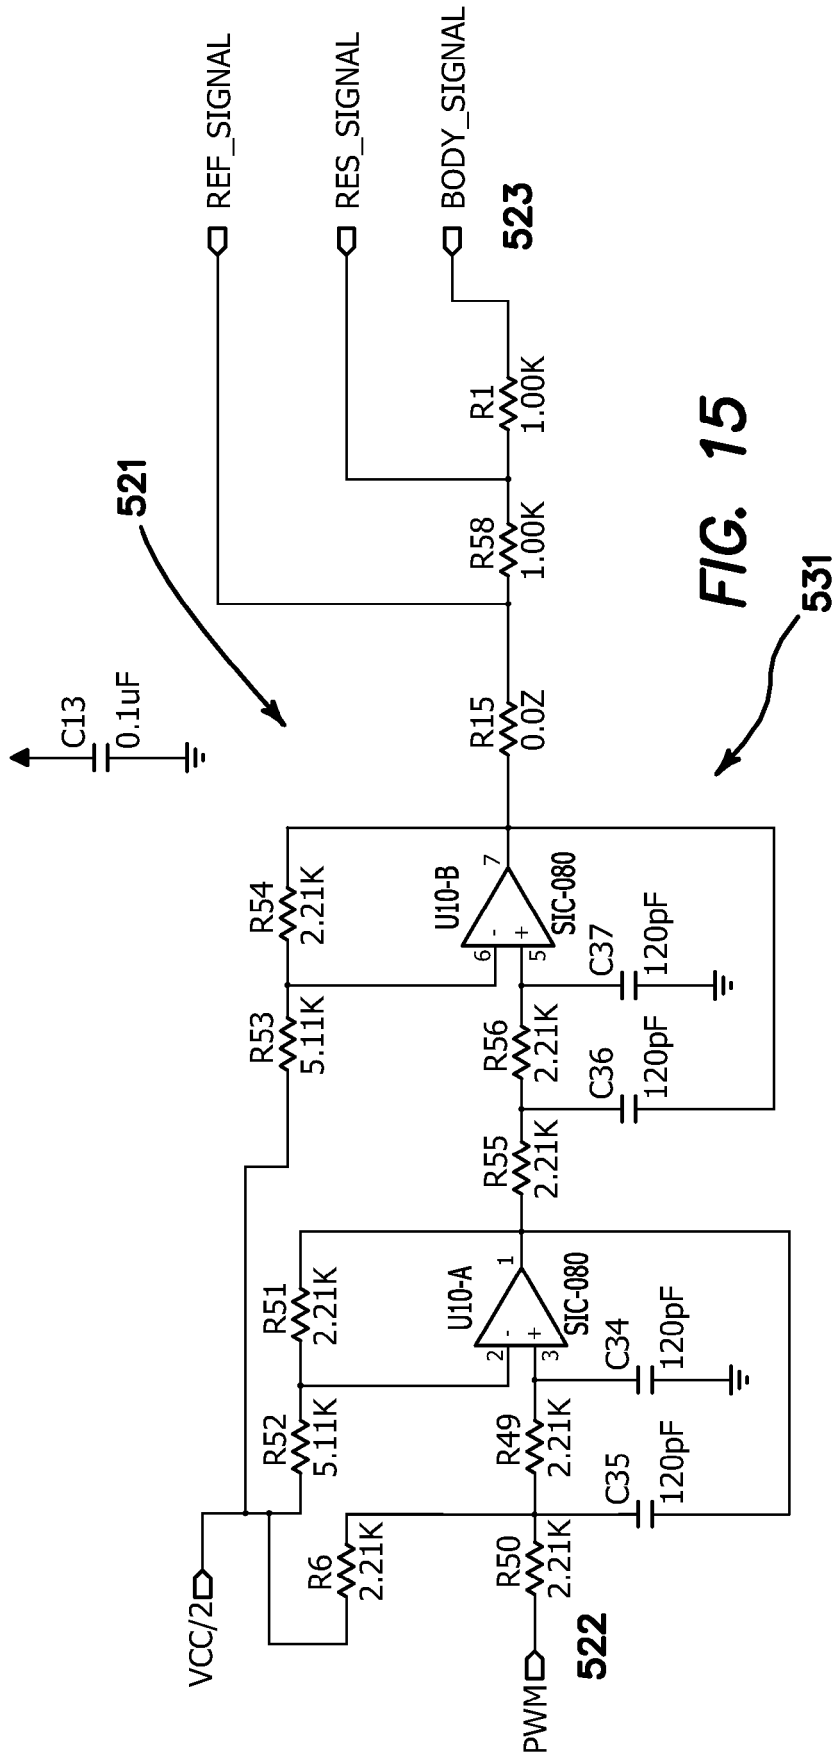 REF_SIGNAL
RES_SIGNAL
BODY_SIGNAL
523
521
C13
0.1uF
R1
1.00K
R58
1.00K
R15
0.0Z
R54
2.21K
R53
5.11K
U10-B
SIC-080
6
-
+
5
7
R56
2.21K
C37
120pF
R55
2.21K
C36
120pF
R51
2.21K
R52
5.11K
U10-A
SIC-080
2
-
+
3
1
R49
2.21K
C34
120pF
C35
120pF
R6
2.21K
R50
2.21K
VCC/2
PWM
522
531
FIG. 15